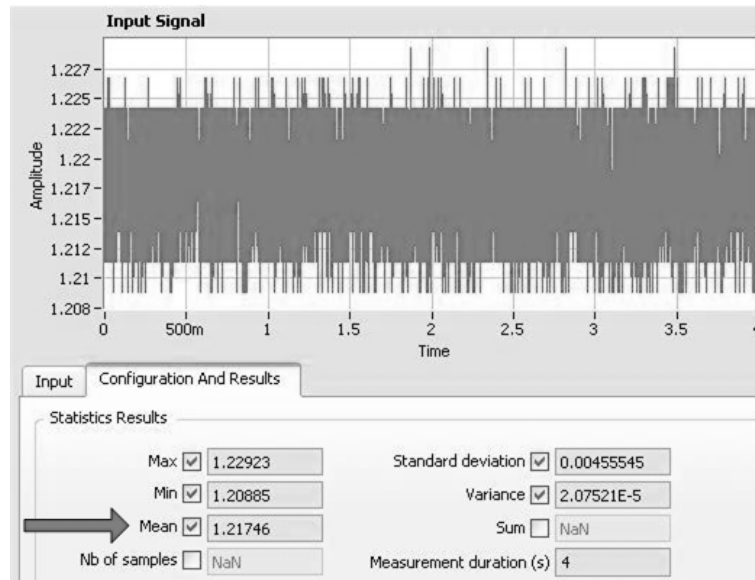 Input Signal
Amplitude
1.227
1.225
1.222
1.22
1.217
1.215
1.212
1.21
1.208
0 500m 1 1.5 2 2.5 3 3.5
Time
Input Configuration And Results
Statistics Results
Max 1.22923 Standard deviation 0.00455545
Min 1.20885 Variance 2.07521E-5
Mean 1.21746 Sum NaN
Nb of samples NaN Measurement duration (s) 4